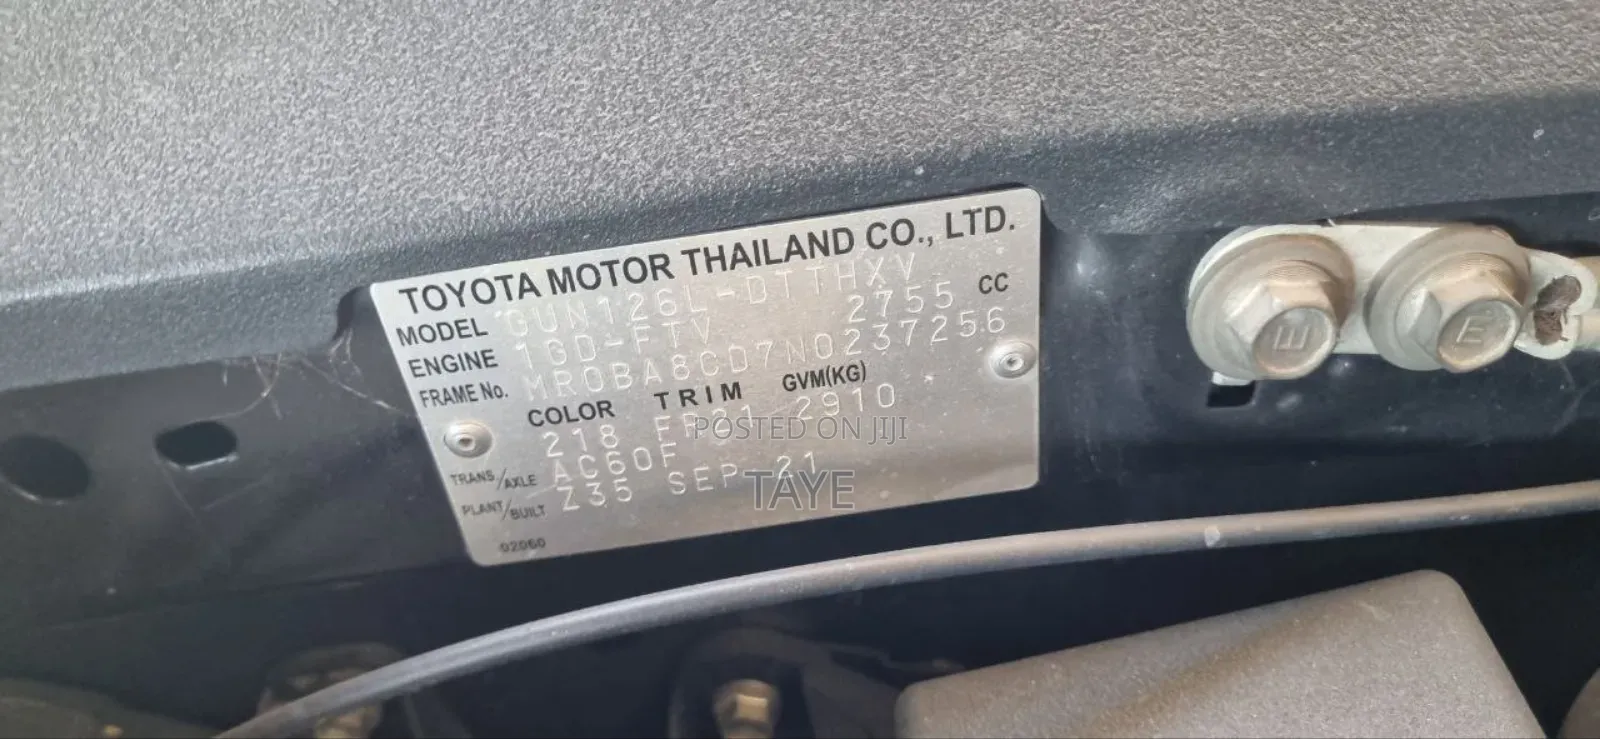 TOYOTA MOTOR THAILAND CO., LTD.
MODEL GUN126L-DTTHXV
ENGINE 1GD-FTV 2755 CC
FRAME No. MR0BA8CD7N0237256
COLOR TRIM GVM(KG)
218 FP21 2910
TRANS/AXLE AC60F
PLANT/BUILT Z35 SEP-21
02060
POSTED ON JIJI
TAYE
E
E